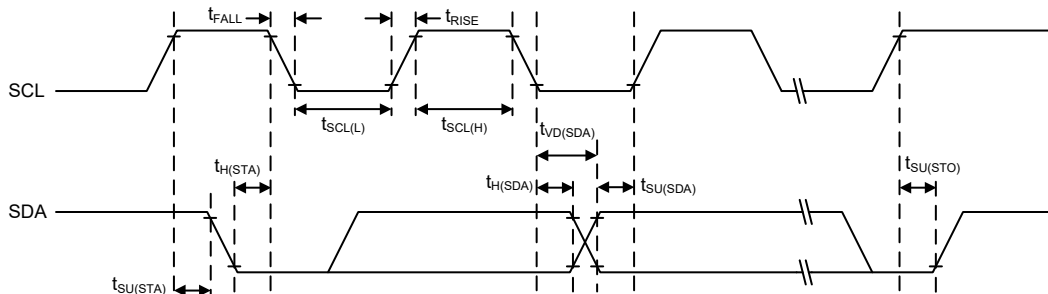 tFALL
tRISE
SCL
tSCL(L)
tSCL(H)
tVD(SDA)
tH(STA)
tH(SDA)
tSU(SDA)
tSU(STO)
SDA
tSU(STA)